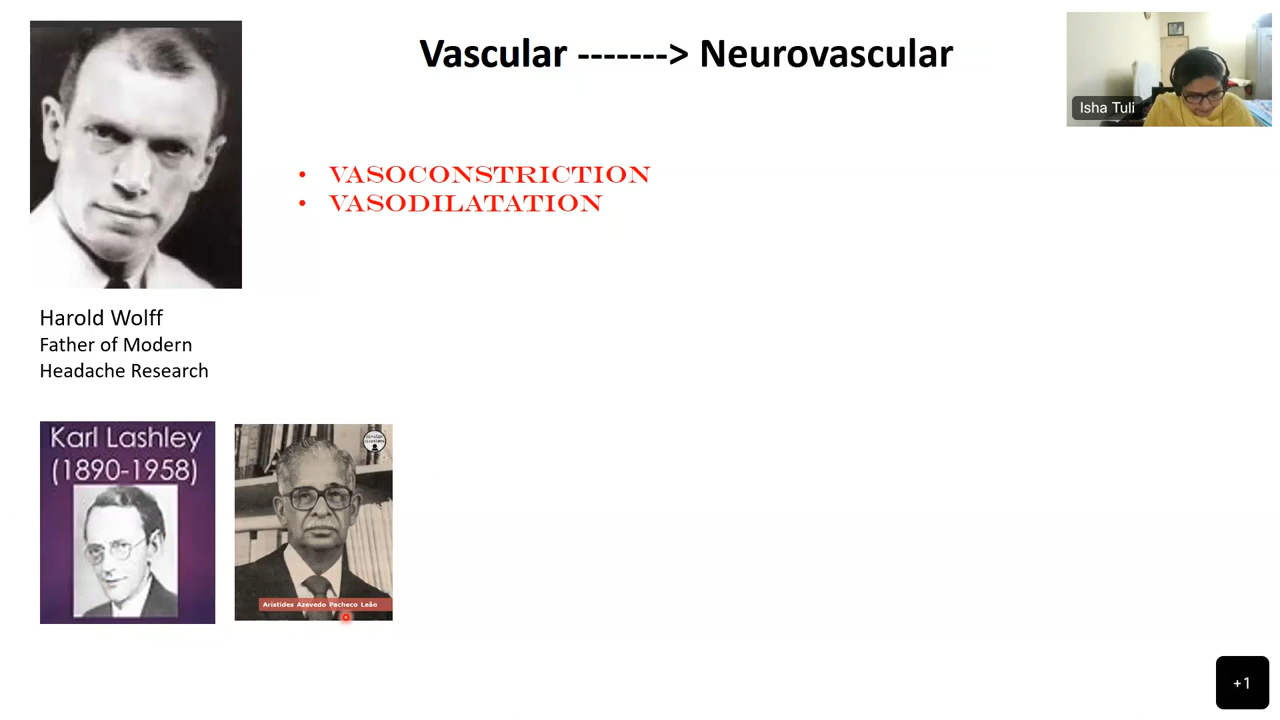 Vascular -------> Neurovascular
Isha Tuli
• VASOCONSTRICTION
• VASODILATATION
Harold Wolff
Father of Modern
Headache Research
Karl Lashley
(1890-1958)
Aristides Azevedo Pacheco Leão
+1